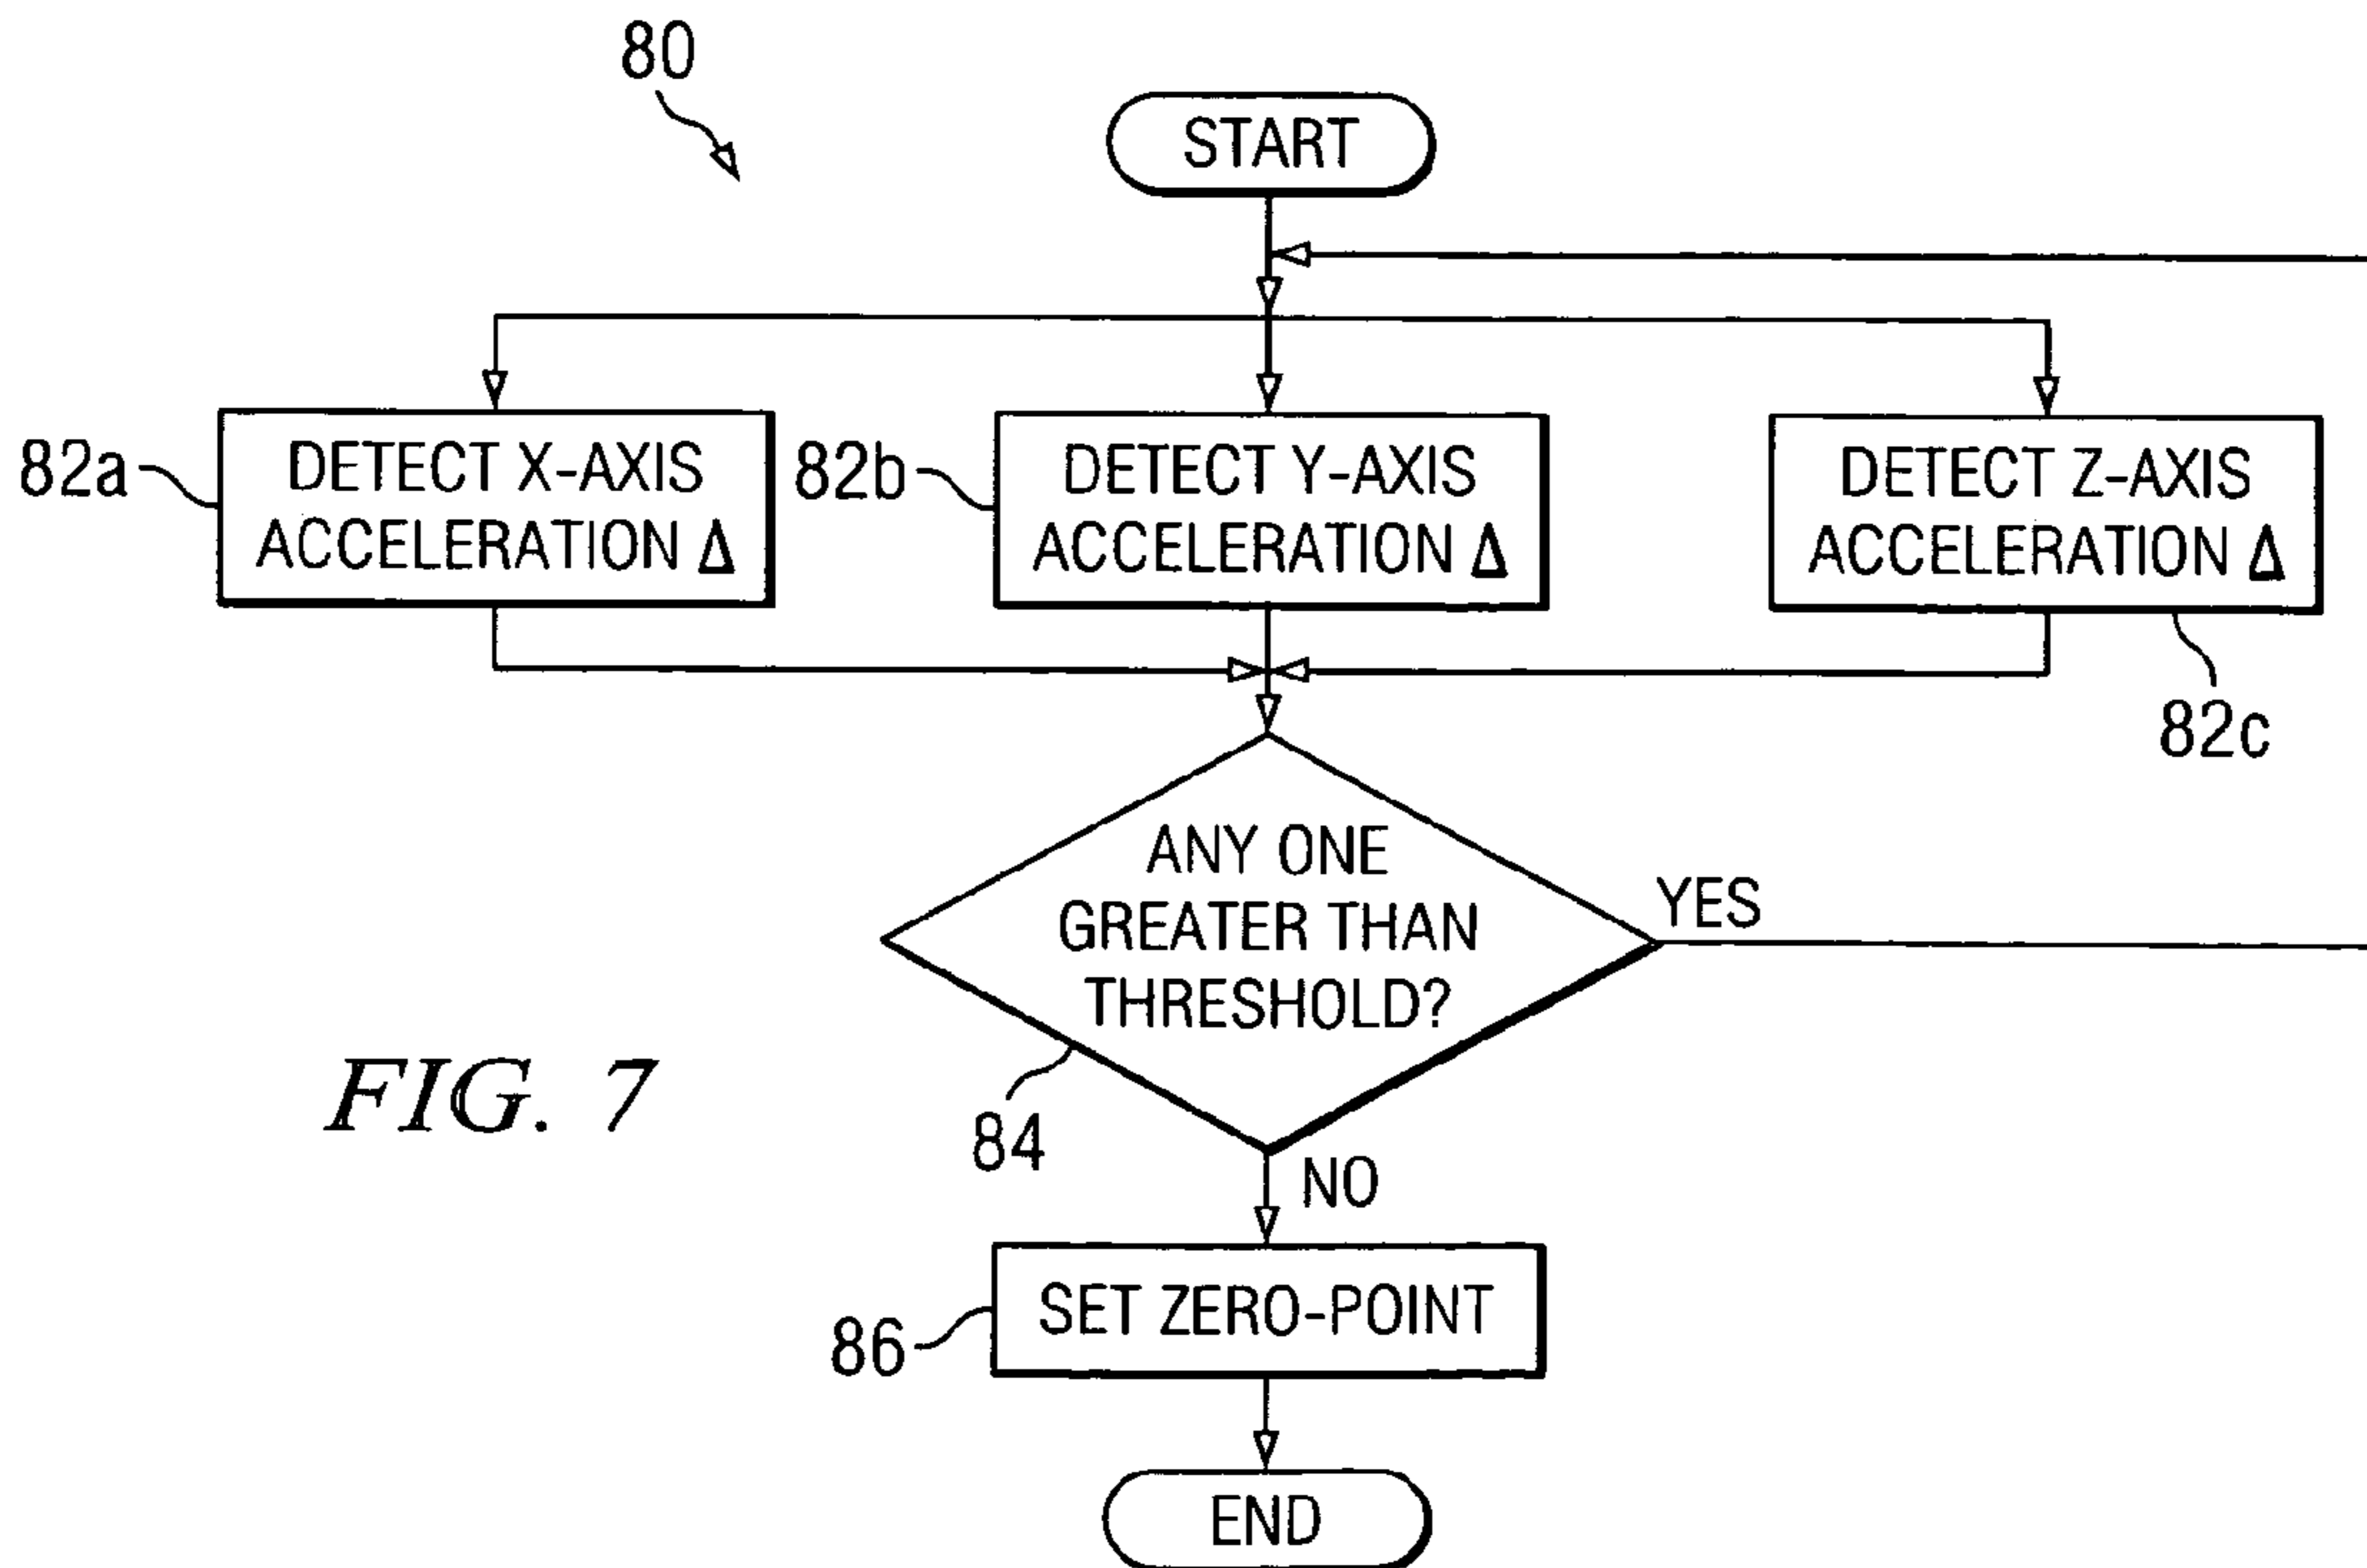 80
START
82a
DETECT X-AXIS
ACCELERATION Δ
82b
DETECT Y-AXIS
ACCELERATION Δ
DETECT Z-AXIS
ACCELERATION Δ
82c
ANY ONE
GREATER THAN
THRESHOLD?
YES
84
NO
FIG. 7
SET ZERO-POINT
86
END